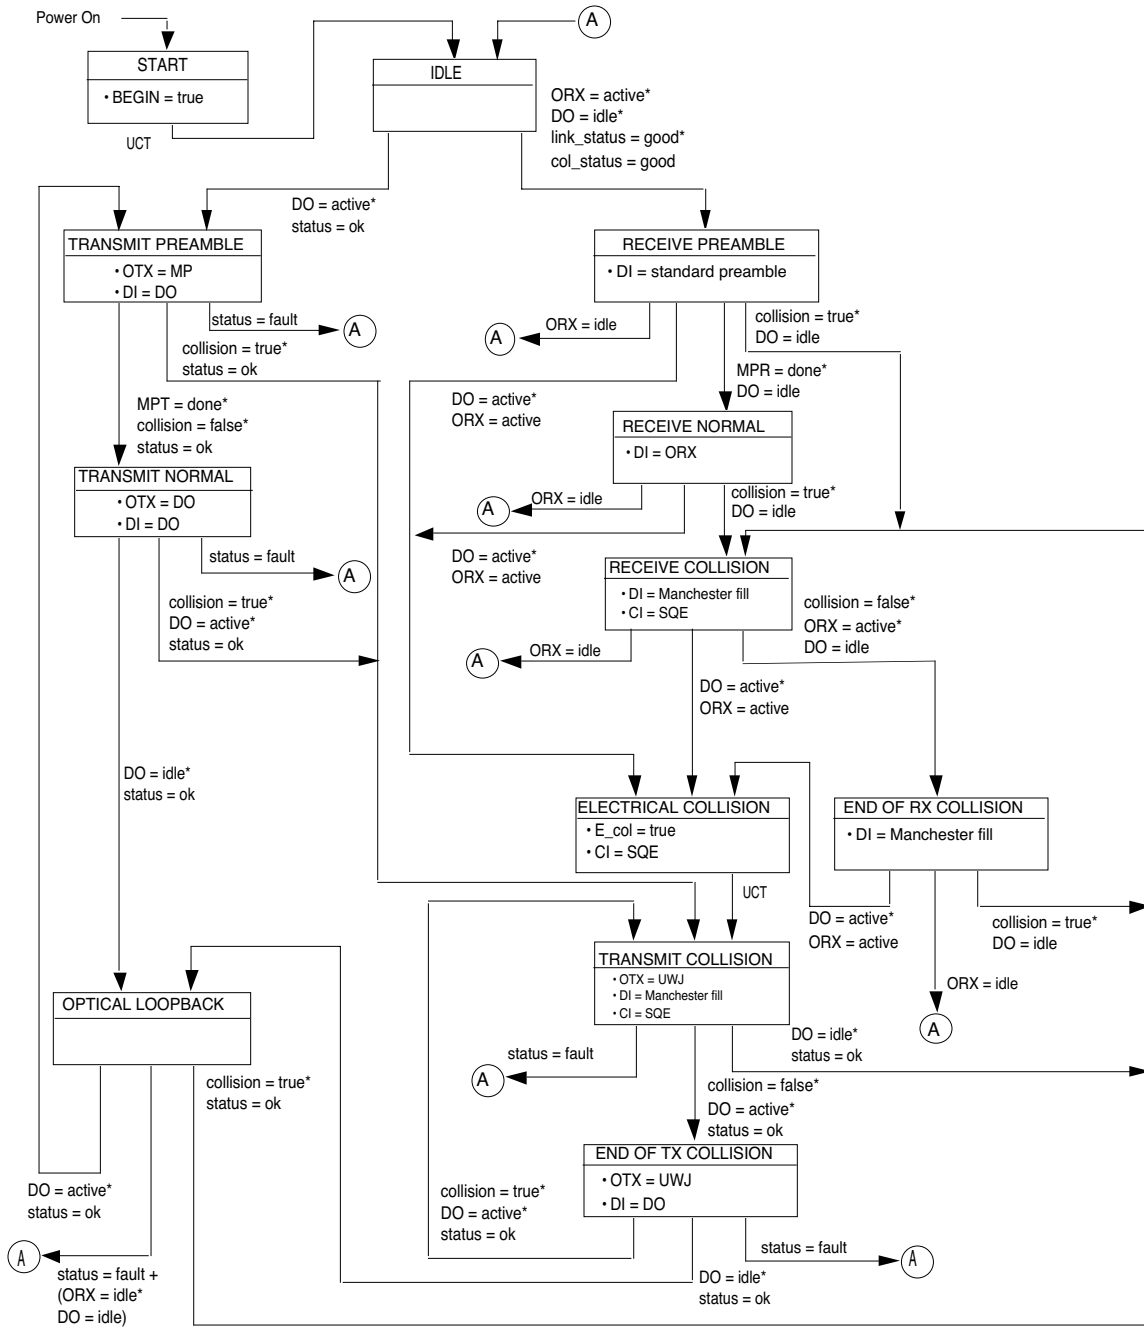 Power On
A
START
• BEGIN = true
UCT
IDLE
ORX = active*
DO = idle*
link_status = good*
col_status = good
DO = active*
status = ok
TRANSMIT PREAMBLE
• OTX = MP
• DI = DO
status = fault
A
collision = true*
status = ok
RECEIVE PREAMBLE
• DI = standard preamble
ORX = idle
A
collision = true*
DO = idle
MPR = done*
DO = idle
DO = active*
ORX = active
MPT = done*
collision = false*
status = ok
RECEIVE NORMAL
• DI = ORX
ORX = idle
A
collision = true*
DO = idle
DO = active*
ORX = active
TRANSMIT NORMAL
• OTX = DO
• DI = DO
status = fault
A
collision = true*
DO = active*
status = ok
RECEIVE COLLISION
• DI = Manchester fill
• CI = SQE
ORX = idle
A
collision = false*
ORX = active*
DO = idle
DO = active*
ORX = active
DO = idle*
status = ok
ELECTRICAL COLLISION
• E_col = true
• CI = SQE
UCT
END OF RX COLLISION
• DI = Manchester fill
DO = active*
ORX = active
collision = true*
DO = idle
ORX = idle
A
TRANSMIT COLLISION
• OTX = UWJ
• DI = Manchester fill
• CI = SQE
status = fault
A
DO = idle*
status = ok
collision = false*
DO = active*
status = ok
OPTICAL LOOPBACK
collision = true*
status = ok
DO = active*
status = ok
A
status = fault +
(ORX = idle*
DO = idle)
END OF TX COLLISION
• OTX = UWJ
• DI = DO
collision = true*
DO = active*
status = ok
status = fault
A
DO = idle*
status = ok